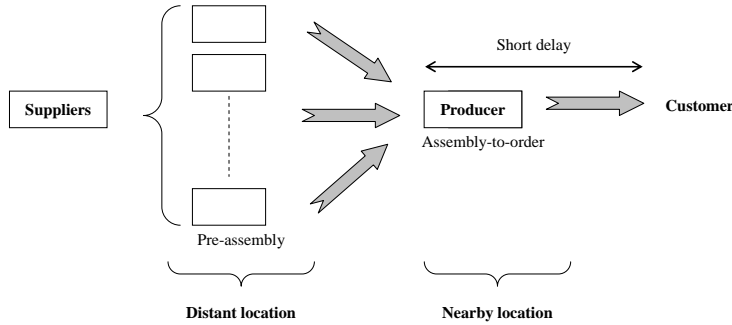 Short delay
Suppliers
Producer
Customer
Assembly-to-order
Pre-assembly
Distant location
Nearby location